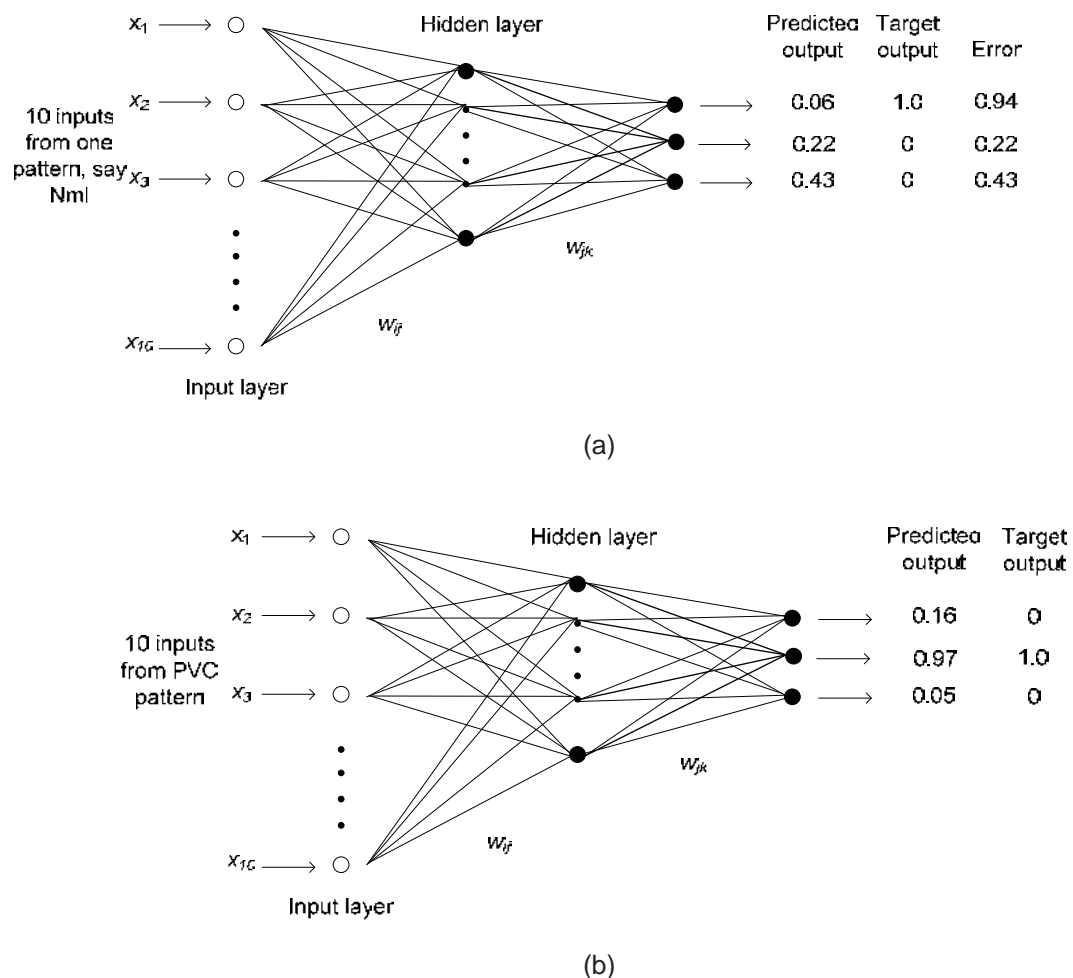 x1
Hidden layer
Predicted Target
output output Error
x2
0.06 1.0 0.94
10 inputs
from one
pattern, say
Nml
0.22 0 0.22
x3
0.43 0 0.43
wjk
wij
x10
Input layer
(a)
x1
Hidden layer
Predicted Target
output output
x2
0.16 0
10 inputs
from PVC
pattern
0.97 1.0
x3
0.05 0
wjk
wij
x10
Input layer
(b)